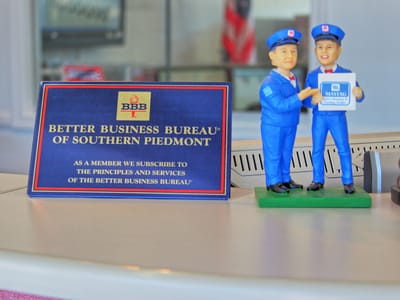 BBB
BETTER BUSINESS BUREAU®
OF SOUTHERN PIEDMONT
AS A MEMBER WE SUBSCRIBE TO
THE PRINCIPLES AND SERVICES
OF THE BETTER BUSINESS BUREAU®
MAYTAG